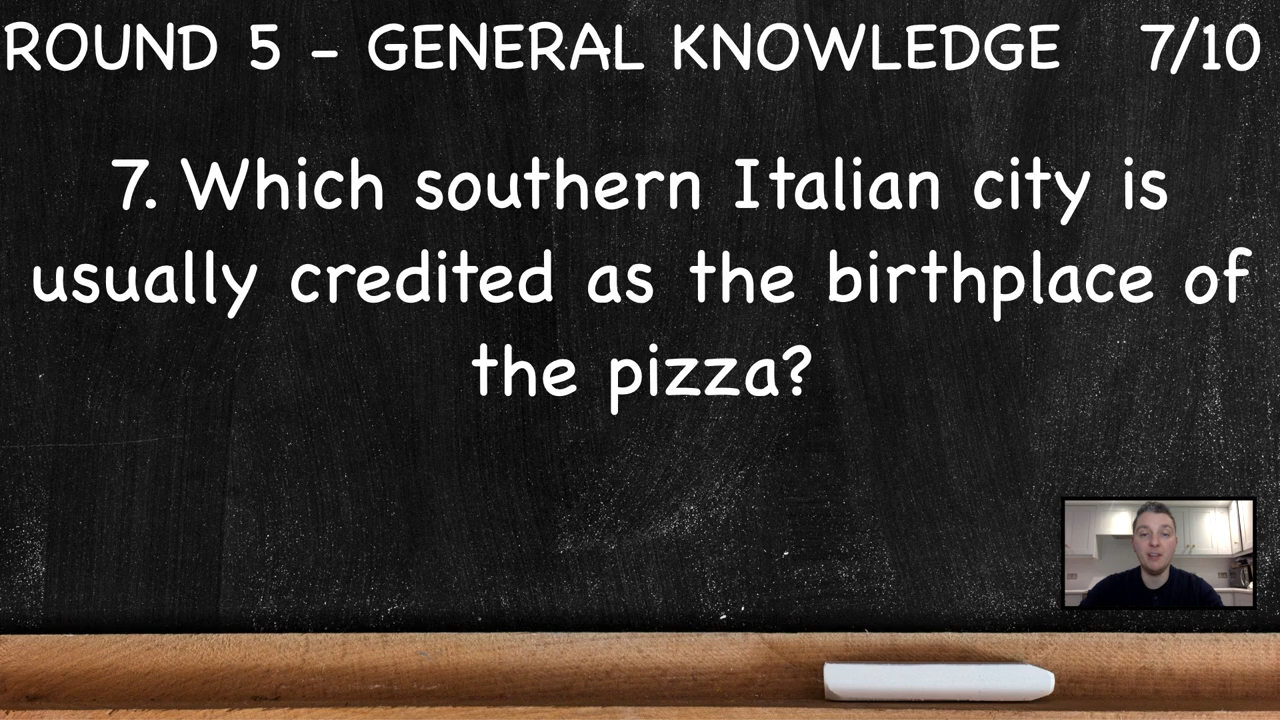 ROUND 5 - GENERAL KNOWLEDGE 7/10
7. Which southern Italian city is
usually credited as the birthplace of
the pizza?